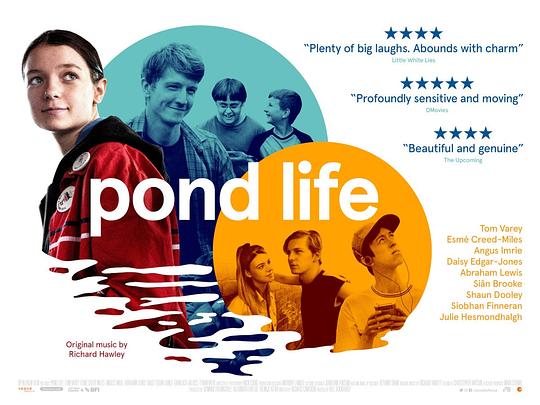 “Plenty of big laughs. Abounds with charm”
Little White Lies
“Profoundly sensitive and moving”
OMovies
“Beautiful and genuine”
The Upcoming
pond life
Tom Varey
Esmé Creed-Miles
Angus Imrie
Daisy Edgar-Jones
Abraham Lewis
Siân Brooke
Shaun Dooley
Siobhan Finneran
Julie Hesmondhalgh
Original music by
Richard Hawley
BFI